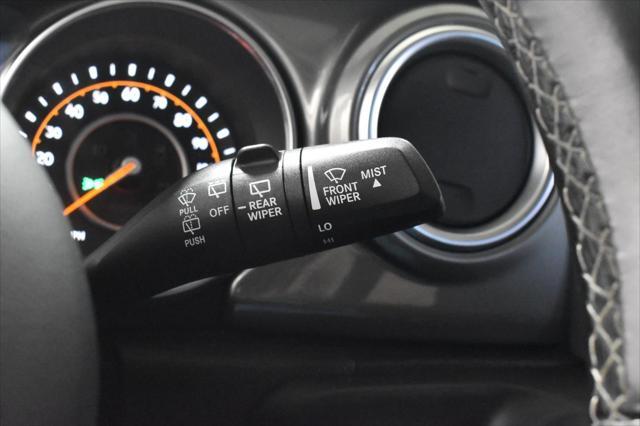 20
30
40
50
60
70
80
90
PULL
PUSH
OFF
REAR
WIPER
FRONT
WIPER
MIST
LO